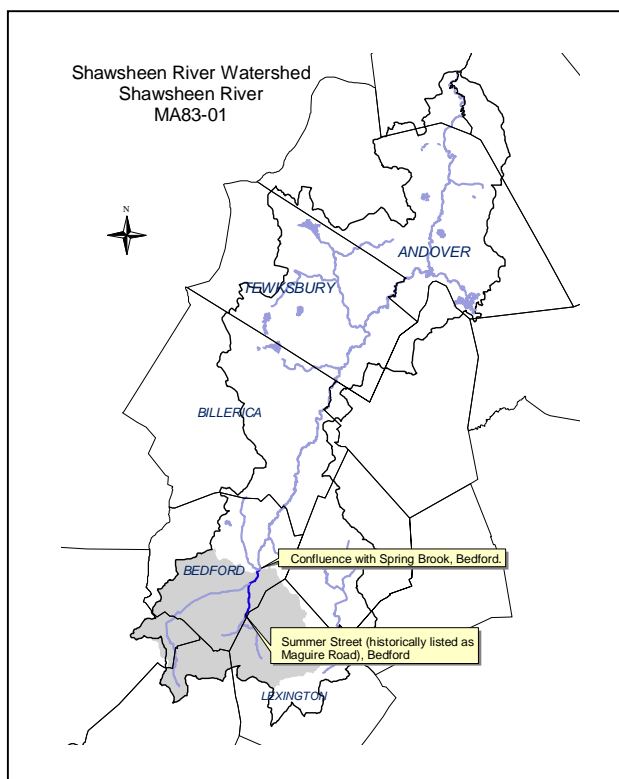 Shawsheen River Watershed
Shawsheen River
MA83-01
N
ANDOVER
TEWKSBURY
BILLERICA
Confluence with Spring Brook, Bedford.
BEDFORD
Summer Street (historically listed as
Maguire Road), Bedford
LEXINGTON